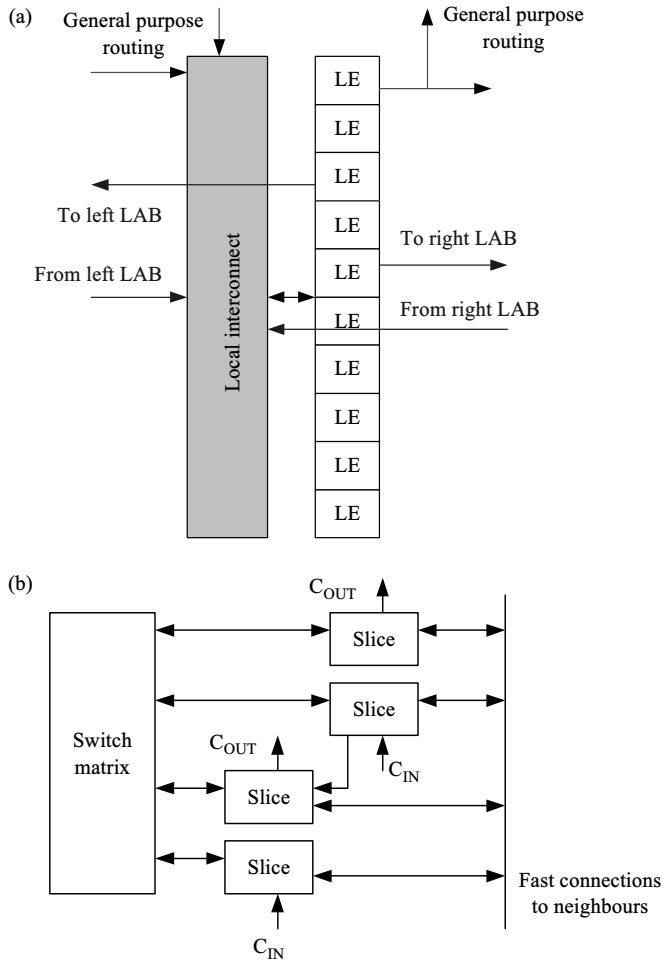 (a)
General purpose
routing
General purpose
routing
LE
LE
LE
To left LAB
LE
To right LAB
LE
From left LAB
LE
From right LAB
Local interconnect
LE
LE
LE
LE
(b)
C_OUT
Slice
Slice
Switch
matrix
C_OUT
C_IN
Slice
Slice
Fast connections
to neighbours
C_IN